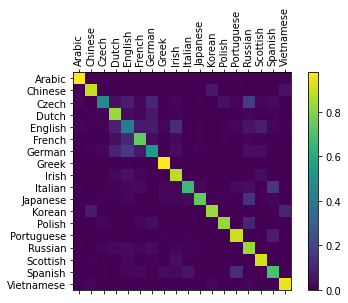 Arabic
Chinese
Czech
Dutch
English
French
German
Greek
Irish
Italian
Japanese
Korean
Polish
Portuguese
Russian
Scottish
Spanish
Vietnamese
Arabic
Chinese
Czech
Dutch
English
French
German
Greek
Irish
Italian
Japanese
Korean
Polish
Portuguese
Russian
Scottish
Spanish
Vietnamese
0.8
0.6
0.4
0.2
0.0